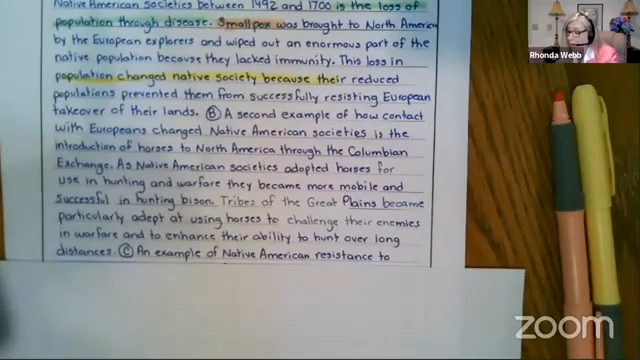 Native American societies between 1492 and 1700 is the loss of
population through disease. Smallpox was brought to North America
by the European explorers and wiped out an enormous part of the
native population because they lacked immunity. This loss in
population changed native society because their reduced
populations prevented them from successfully resisting European
takeover of their lands. Ⓑ A second example of how contact
with Europeans changed Native American societies is the
introduction of horses to North America through the Columbian
Exchange. As Native American societies adopted horses for
use in hunting and warfare they became more mobile and
successful in hunting bison. Tribes of the Great Plains became
particularly adept at using horses to challenge their enemies
in warfare and to enhance their ability to hunt over long
distances. Ⓒ An example of Native American resistance to
Rhonda Webb
zoom